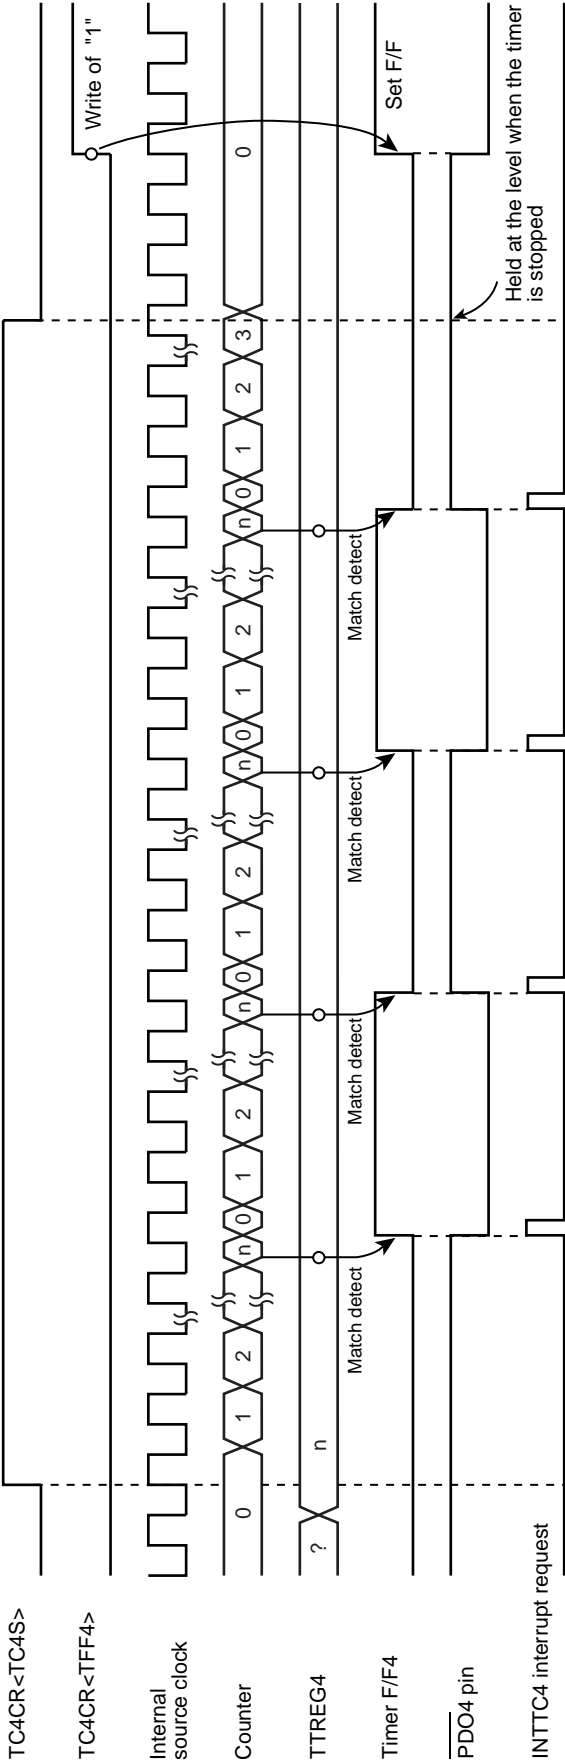 TC4CR<TC4S>
TC4CR<TFF4>
Write of "1"
Internal
source clock
Counter
0 1 2 n 0 1 2 n 0 1 2 n 0 1 2 n 0 1 2 3 0
TTREG4
? n
Match detect
Match detect
Match detect
Match detect
Timer F/F4
Set F/F
PDO4 pin
Held at the level when the timer
is stopped
INTTC4 interrupt request